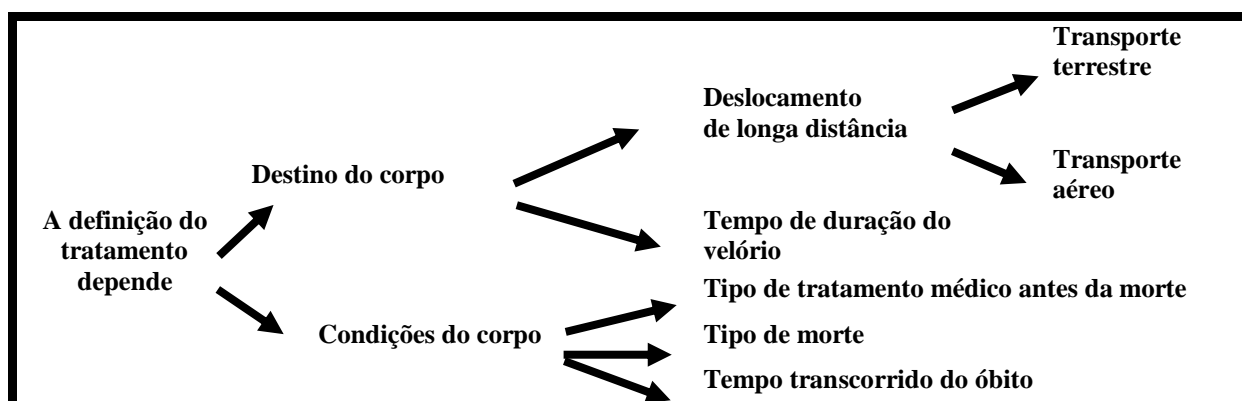 A definição do
tratamento
depende
Destino do corpo
Deslocamento
de longa distância
Transporte
terrestre
Transporte
aéreo
Tempo de duração do
velório
Condições do corpo
Tipo de tratamento médico antes da morte
Tipo de morte
Tempo transcorrido do óbito